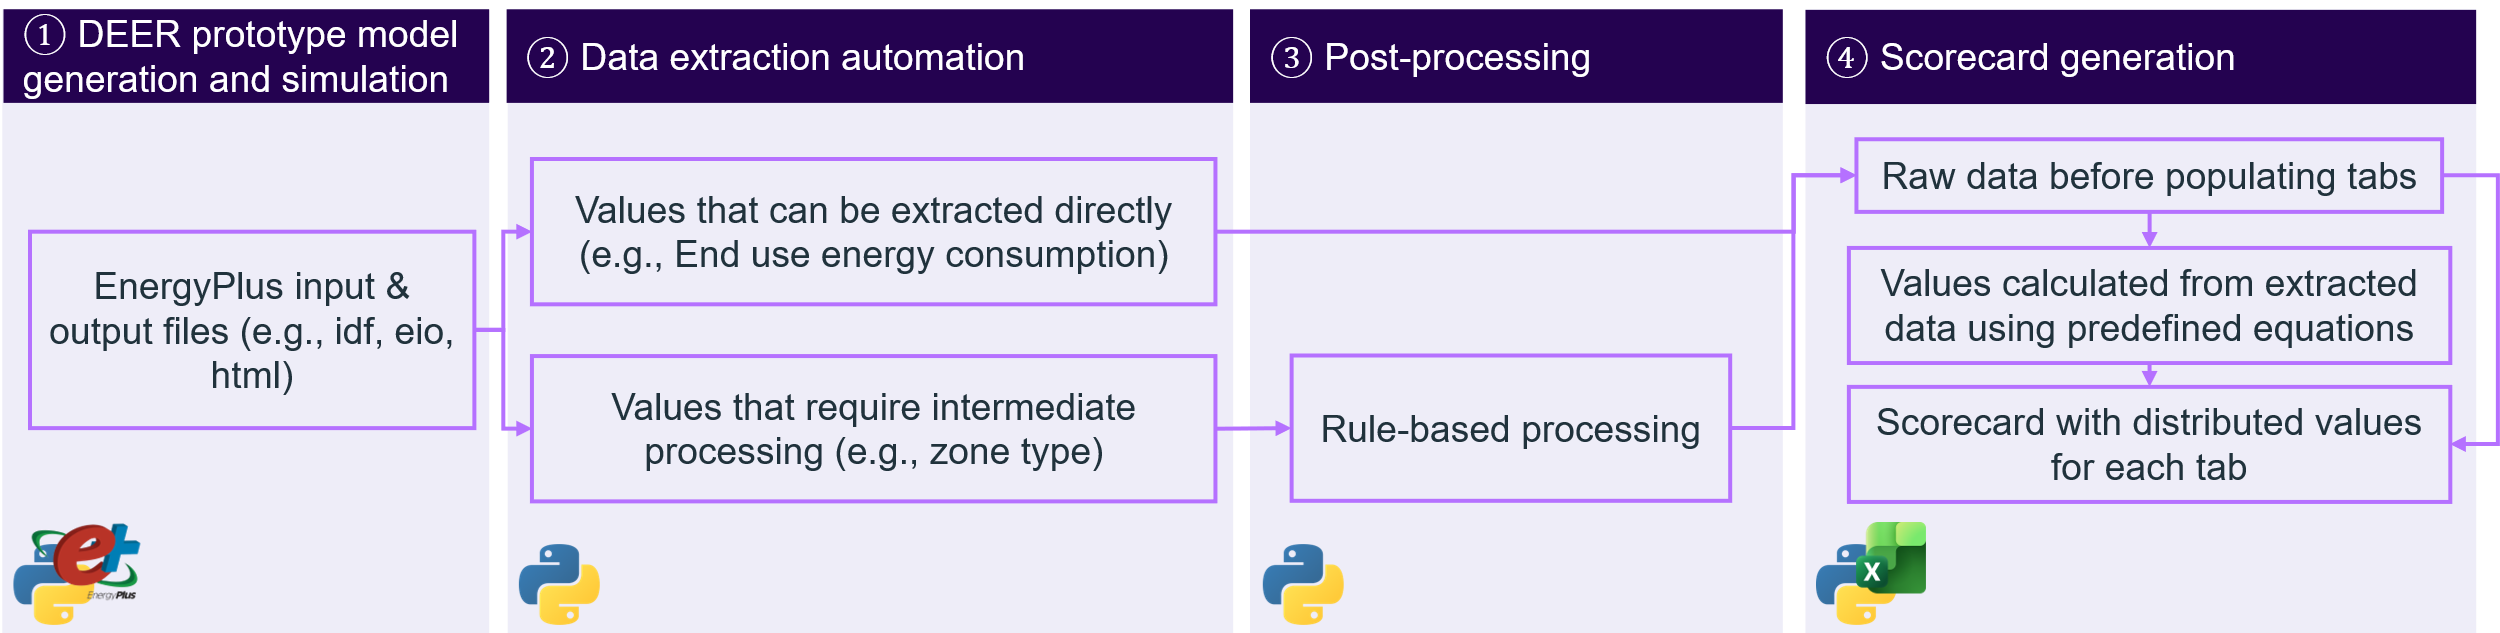 ① DEER prototype model
generation and simulation
② Data extraction automation
③ Post-processing
④ Scorecard generation
EnergyPlus input &
output files (e.g., idf, eio,
html)
Values that can be extracted directly
(e.g., End use energy consumption)
Values that require intermediate
processing (e.g., zone type)
Rule-based processing
Raw data before populating tabs
Values calculated from extracted
data using predefined equations
Scorecard with distributed values
for each tab
e+
EnergyPlus
X